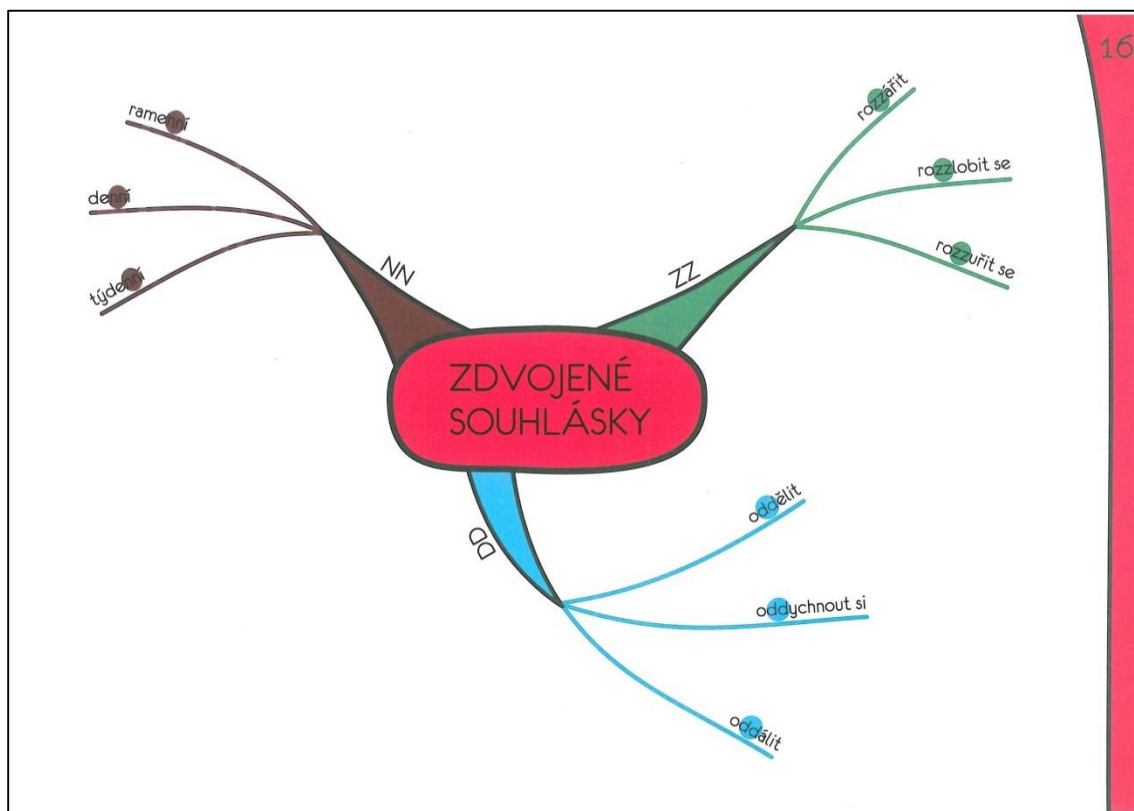 16
ramenní
denní
týdenní
NN
rozzářit
rozzlobit se
rozzuřit se
ZZ
ZDVOJENÉ
SOUHLÁSKY
DD
oddělit
oddychnout si
oddálit